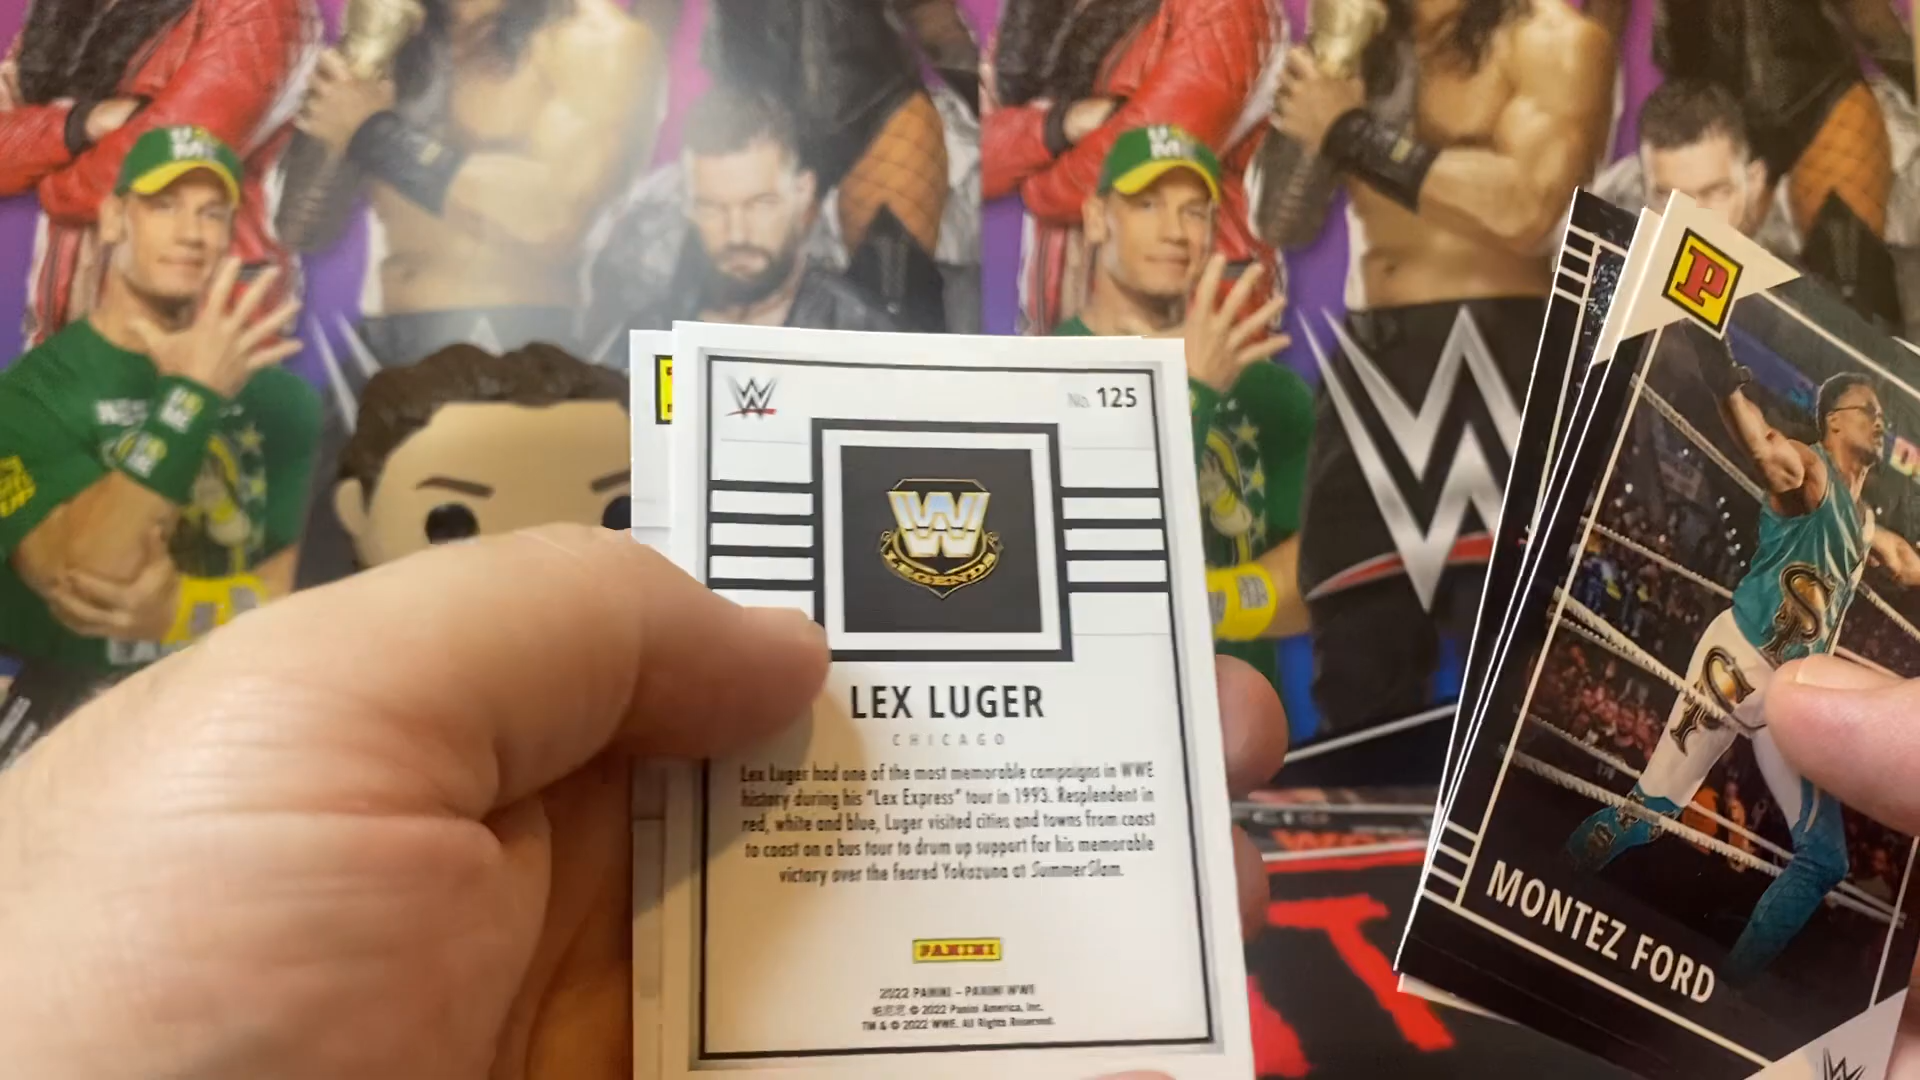 No. 125
LEGENDS
LEX LUGER
CHICAGO
Lex Luger had one of the most memorable campaigns in WWE
history during his "Lex Express" tour in 1993. Resplendent in
red, white and blue, Luger visited cities and towns from coast
to coast on a bus tour to drum up support for his memorable
victory over the feared Yokozuna at SummerSlam.
PANINI
2022 PANINI – PANINI WWE
© 2022 Panini America, Inc.
TM & © 2022 WWE. All Rights Reserved.
P
MONTEZ FORD